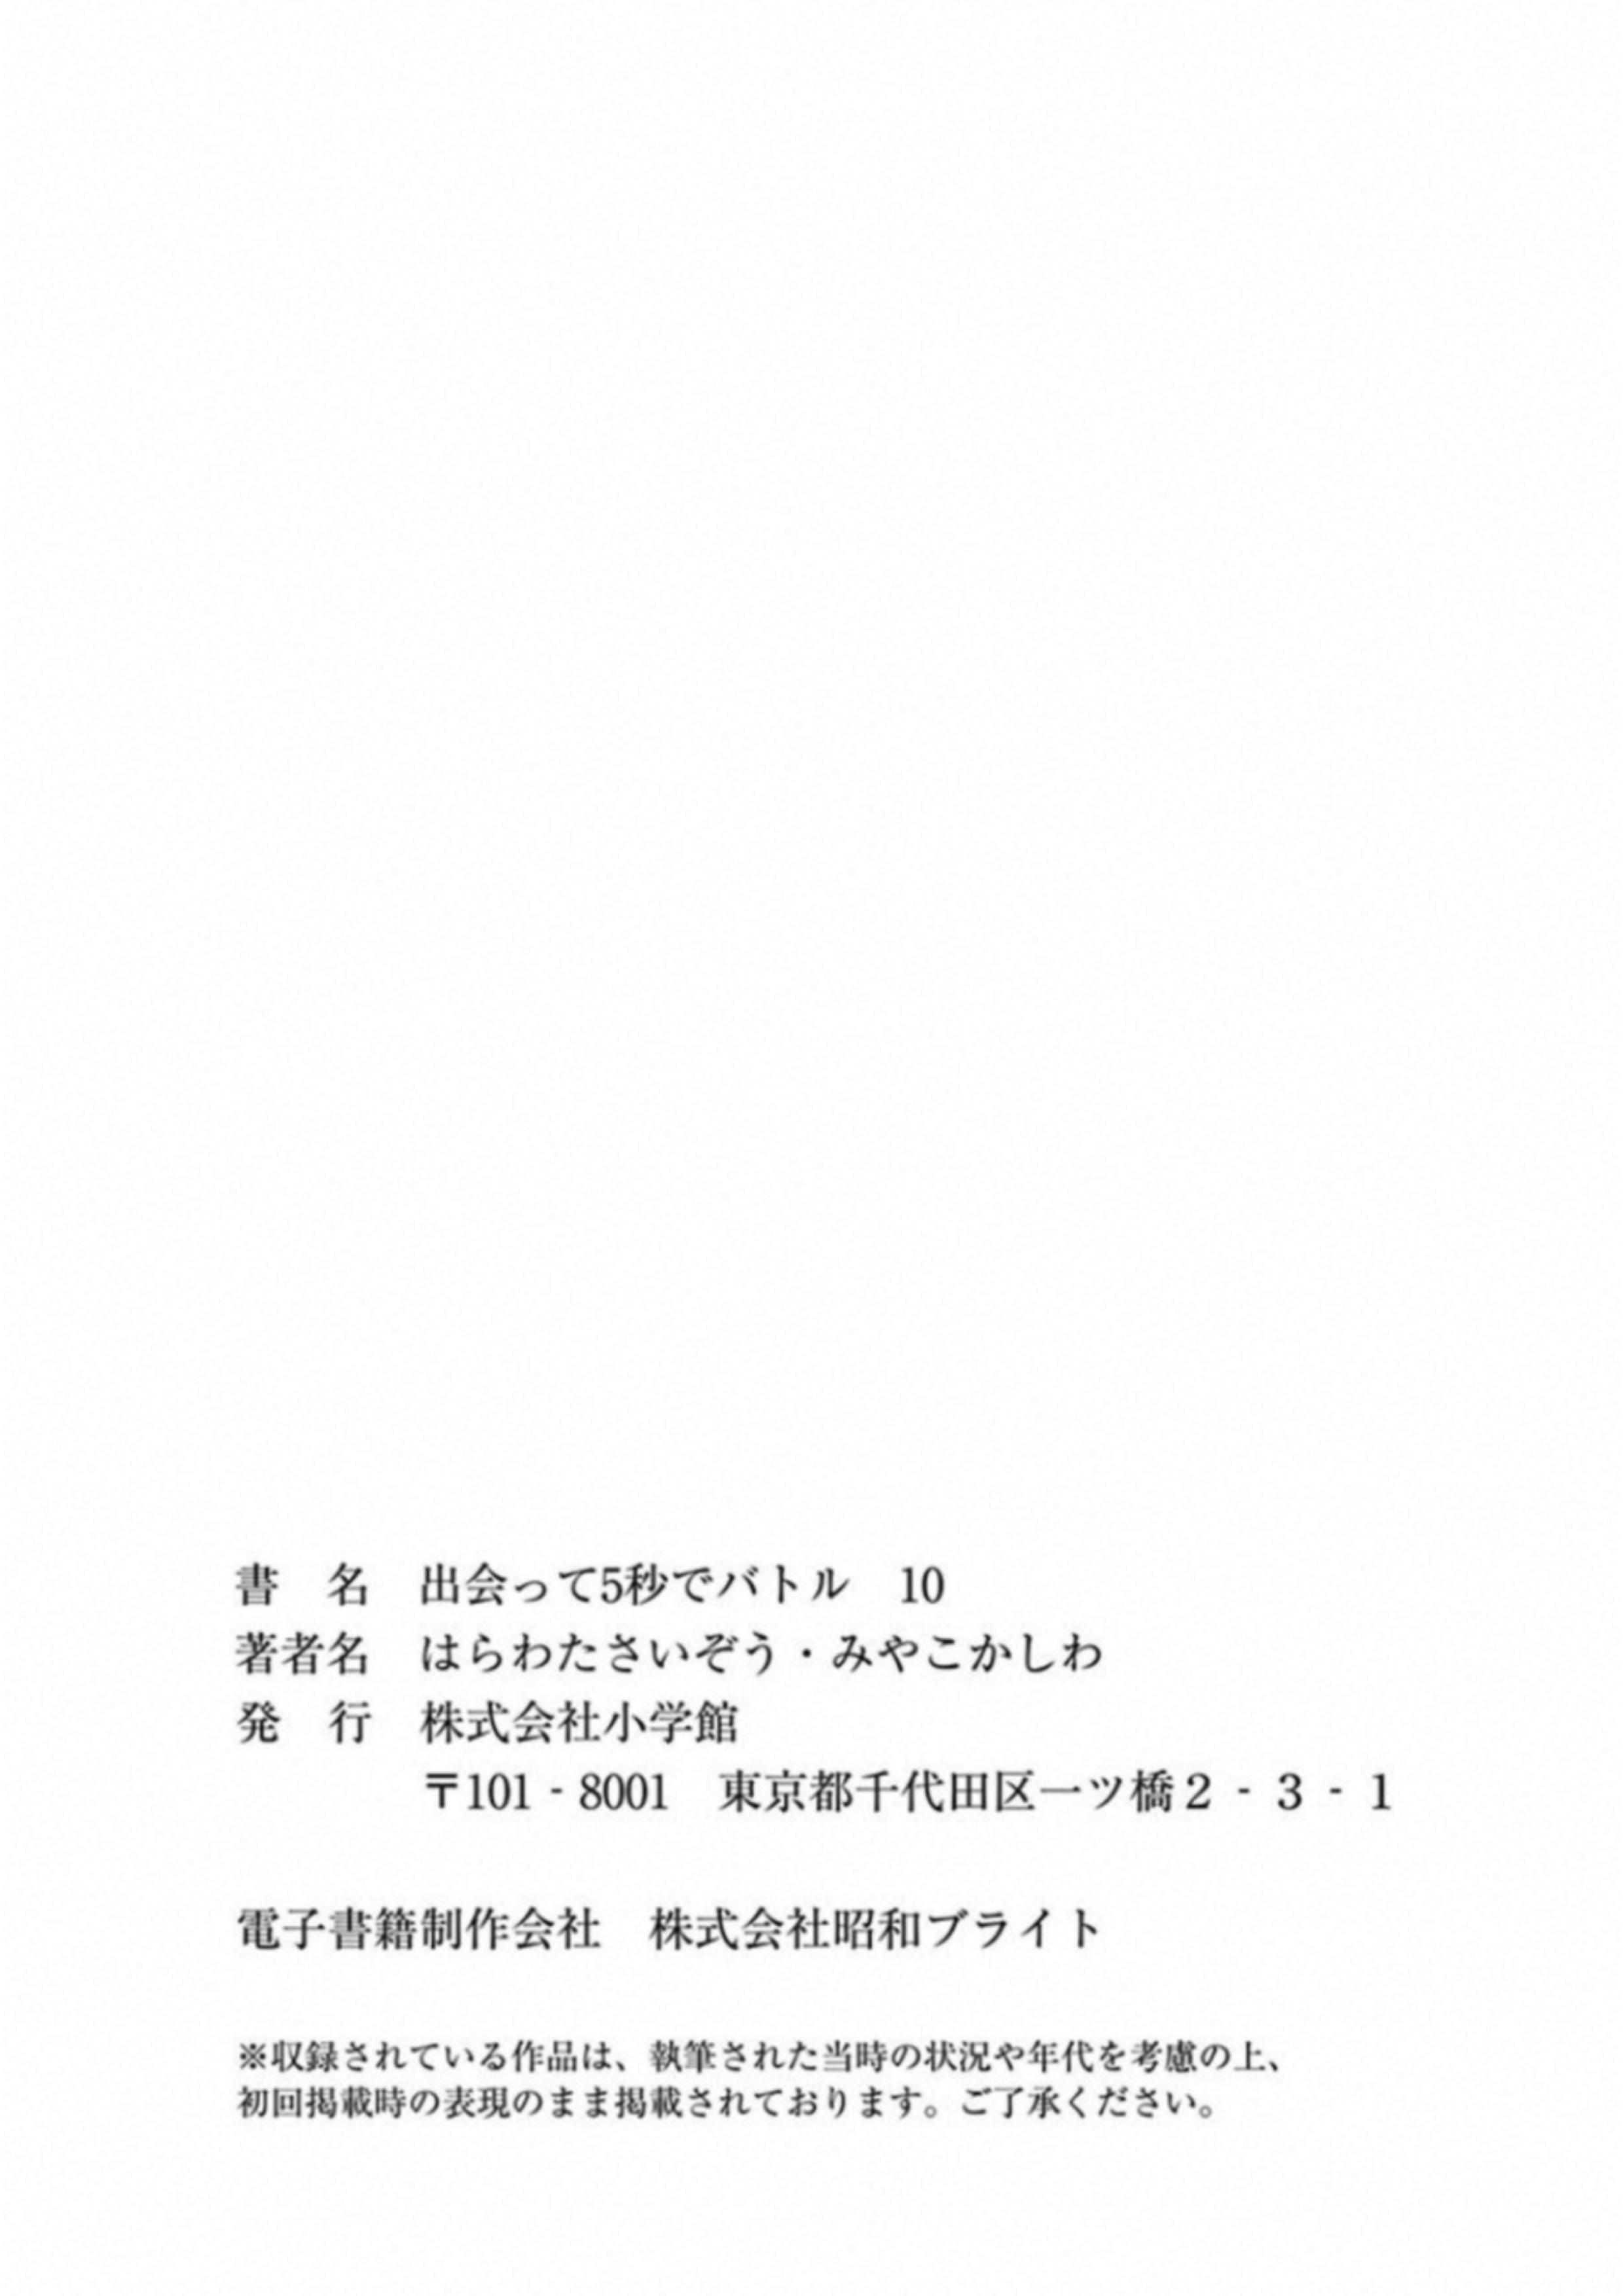 書　名　出会って5秒でバトル　10
著者名　はらわたさいぞう・みやこかしわ
発　行　株式会社小学館
〒101 - 8001　東京都千代田区一ツ橋２ - ３ - １
電子書籍制作会社　株式会社昭和ブライト
※収録されている作品は、執筆された当時の状況や年代を考慮の上、
初回掲載時の表現のまま掲載されております。ご了承ください。